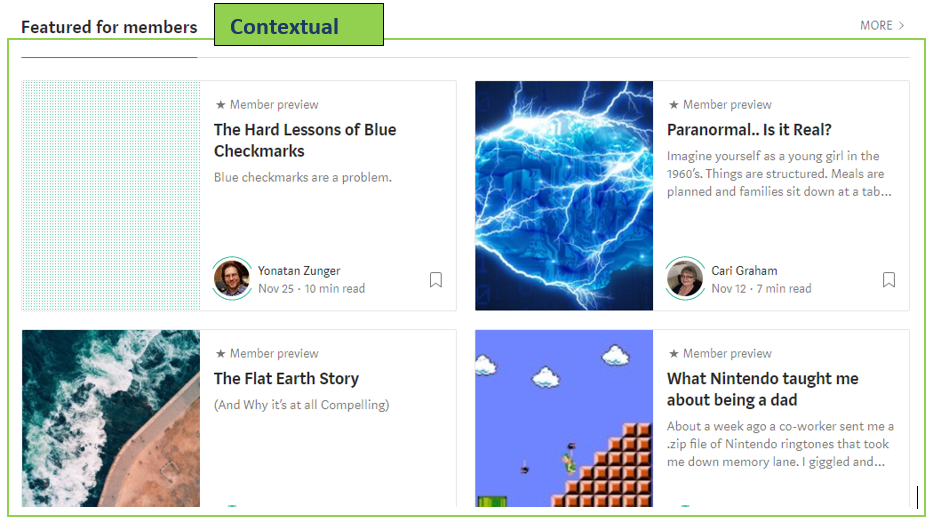 Featured for members
Contextual
MORE
Member preview
The Hard Lessons of Blue
Checkmarks
Blue checkmarks are a problem.
Yonatan Zunger
Nov 25 · 10 min read
Member preview
Paranormal.. Is it Real?
Imagine yourself as a young girl in the
1960's. Things are structured. Meals are
planned and families sit down at a tab...
Cari Graham
Nov 12 · 7 min read
Member preview
The Flat Earth Story
(And Why it's at all Compelling)
Member preview
What Nintendo taught me
about being a dad
About a week ago a co-worker sent me a
.zip file of Nintendo ringtones that took
me down memory lane. I giggled and...